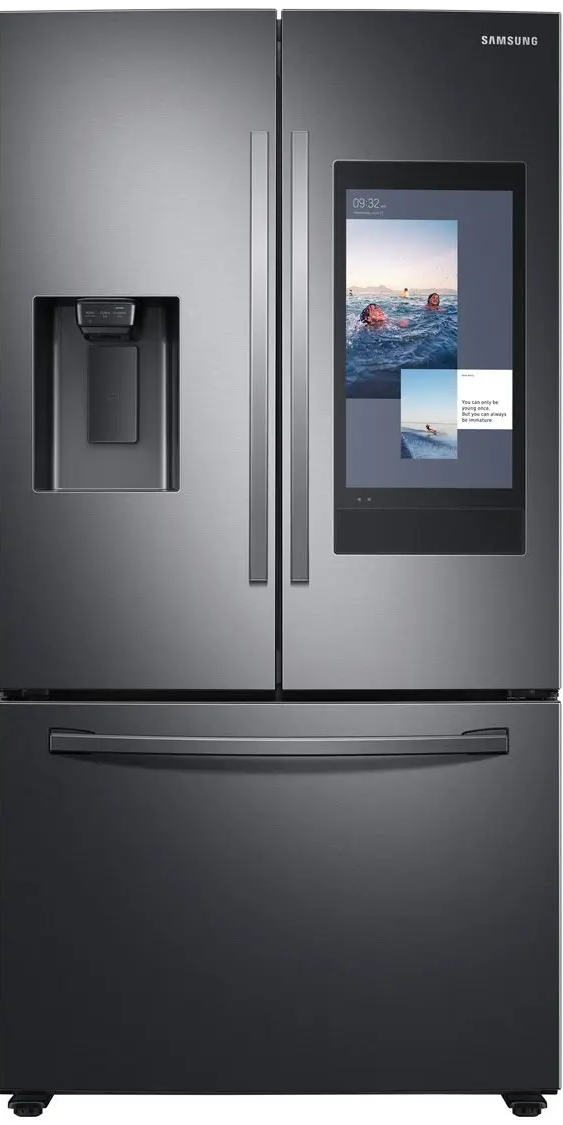 SAMSUNG
09:32
You can only be
young once.
But you can always
be immature.